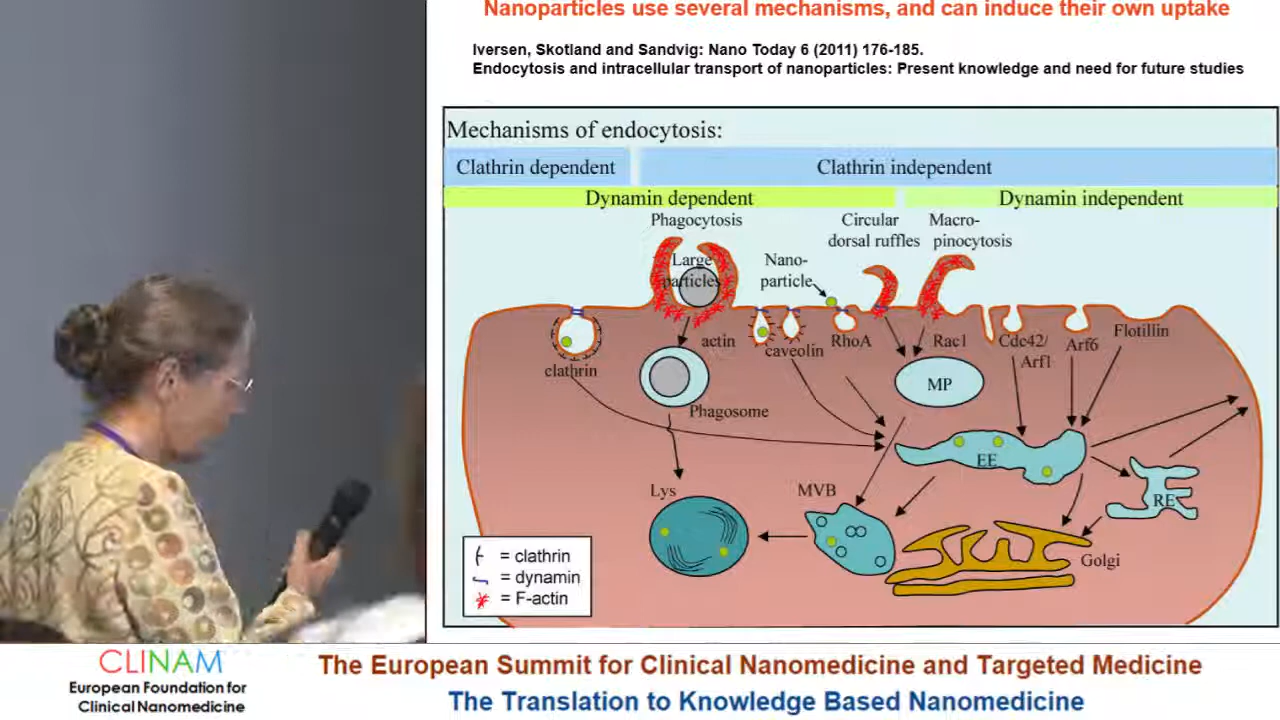 Nanoparticles use several mechanisms, and can induce their own uptake
Iversen, Skotland and Sandvig: Nano Today 6 (2011) 176-185.
Endocytosis and intracellular transport of nanoparticles: Present knowledge and need for future studies
Mechanisms of endocytosis:
Clathrin dependent
Clathrin independent
Dynamin dependent
Dynamin independent
Phagocytosis
Large
particles
Nano-
particle
Circular
dorsal ruffles
Macro-
pinocytosis
clathrin
actin
caveolin
RhoA
Rac1
Cdc42/
Arf1
Arf6
Flotillin
Phagosome
MP
EE
RE
Lys
MVB
Golgi
= clathrin
= dynamin
= F-actin
CLINAM
European Foundation for
Clinical Nanomedicine
The European Summit for Clinical Nanomedicine and Targeted Medicine
The Translation to Knowledge Based Nanomedicine